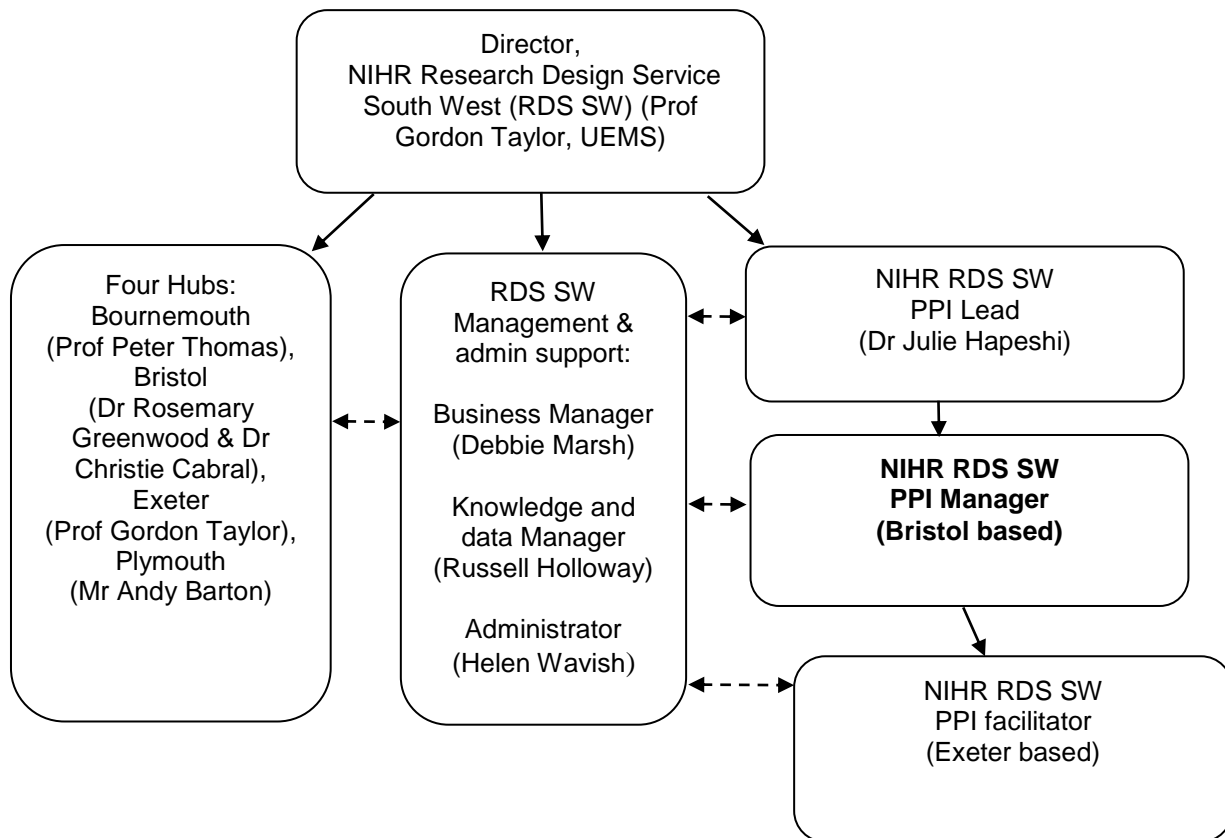 Director,
NIHR Research Design Service
South West (RDS SW) (Prof
Gordon Taylor, UEMS)
Four Hubs:
Bournemouth
(Prof Peter Thomas),
Bristol
(Dr Rosemary
Greenwood & Dr
Christie Cabral),
Exeter
(Prof Gordon Taylor),
Plymouth
(Mr Andy Barton)
RDS SW
Management &
admin support:
Business Manager
(Debbie Marsh)
Knowledge and
data Manager
(Russell Holloway)
Administrator
(Helen Wavish)
NIHR RDS SW
PPI Lead
(Dr Julie Hapeshi)
NIHR RDS SW
PPI Manager
(Bristol based)
NIHR RDS SW
PPI facilitator
(Exeter based)